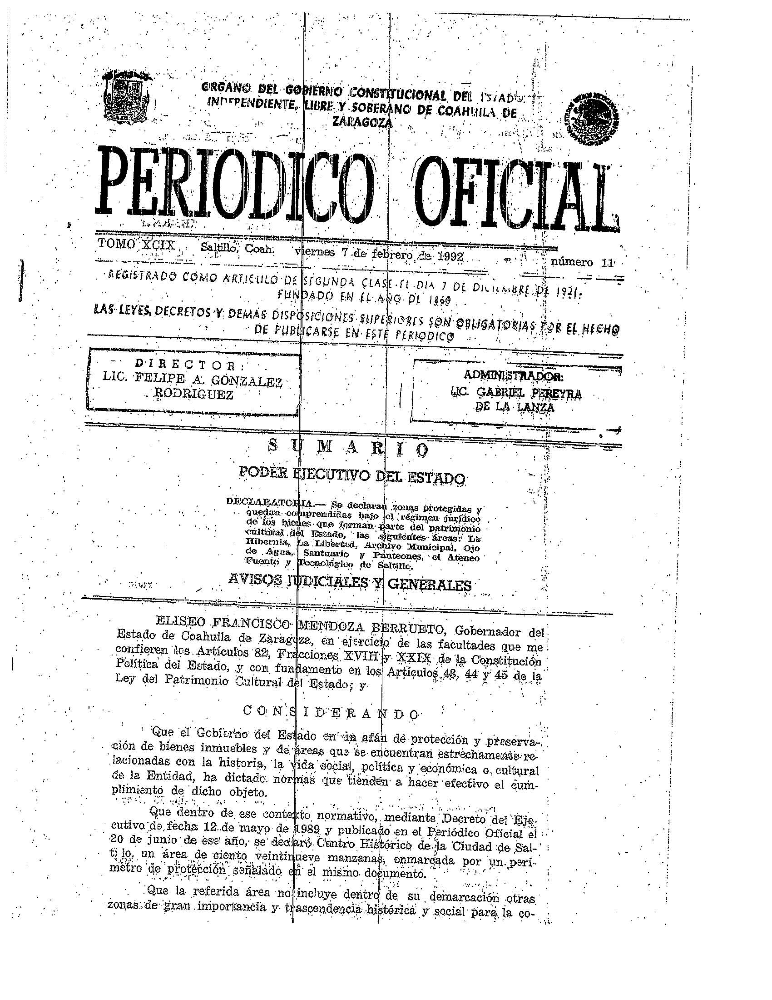 ORGANO DEL GOBIERNO CONSTITUCIONAL DEL ESTADO
INDEPENDIENTE, LIBRE Y SOBERANO DE COAHUILA DE
ZARAGOZA
PERIODICO OFICIAL
TOMO XCIX Saltillo, Coah. viernes 7 de febrero de 1992 número 11
REGISTRADO COMO ARTICULO DE SEGUNDA CLASE EL DIA 7 DE DICIEMBRE DE 1921.
FUNDADO EN EL AÑO DE 1860
LAS LEYES, DECRETOS Y DEMAS DISPOSICIONES SUPERIORES SON OBLIGATORIAS POR EL HECHO
DE PUBLICARSE EN ESTE PERIODICO
DIRECTOR:
LIC. FELIPE A. GONZALEZ
RODRIGUEZ
ADMINISTRADOR:
LIC. GABRIEL PEREYRA
DE LA LANZA
SUMARIO
PODER EJECUTIVO DEL ESTADO
DECLARATORIA.— Se declaran zonas protegidas y
quedan comprendidas bajo el régimen jurídico
de los bienes que forman parte del patrimonio
cultural del Estado, las siguientes áreas: La
Hibernia, La Libertad, Archivo Municipal, Ojo
de Agua, Santuario y Panteones, el Ateneo
Fuente y Tecnológico de Saltillo.
AVISOS JUDICIALES Y GENERALES
ELISEO FRANCISCO MENDOZA BERRUETO, Gobernador del
Estado de Coahuila de Zaragoza, en ejercicio de las facultades que me
confieren los Artículos 82, Fracciones XVIII y XXIX de la Constitución
Política del Estado, y con fundamento en los Artículos 43, 44 y 45 de la
Ley del Patrimonio Cultural del Estado; y
CONSIDERANDO
Que el Gobierno del Estado en un afán de protección y preserva-
ción de bienes inmuebles y de áreas que se encuentran estrechamente re-
lacionadas con la historia, la vida social, política y económica o cultural
de la Entidad, ha dictado normas que tienden a hacer efectivo el cum-
plimiento de dicho objeto.
Que dentro de ese contexto normativo, mediante Decreto del Eje-
cutivo de fecha 12 de mayo de 1989 y publicado en el Periódico Oficial el
20 de junio de ese año, se declaró Centro Histórico de la Ciudad de Sal-
tillo, un área de ciento veintinueve manzanas, enmarcada por un perí-
metro de protección señalado en el mismo documento.
Que la referida área no incluye dentro de su demarcación otras
zonas de gran importancia y trascendencia histórica y social para la co-